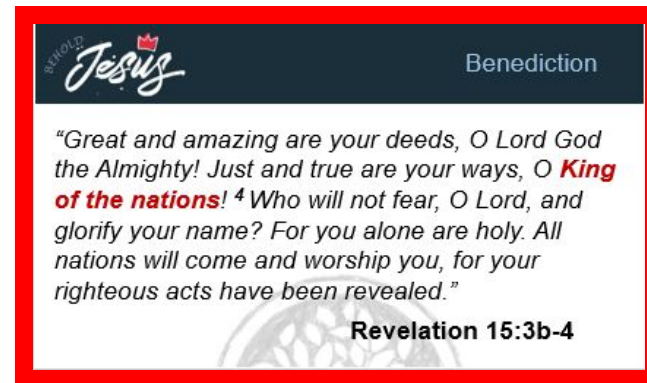 BEHOLD
Jesus
Benediction
“Great and amazing are your deeds, O Lord God
the Almighty! Just and true are your ways, O King
of the nations! 4 Who will not fear, O Lord, and
glorify your name? For you alone are holy. All
nations will come and worship you, for your
righteous acts have been revealed.”
Revelation 15:3b-4